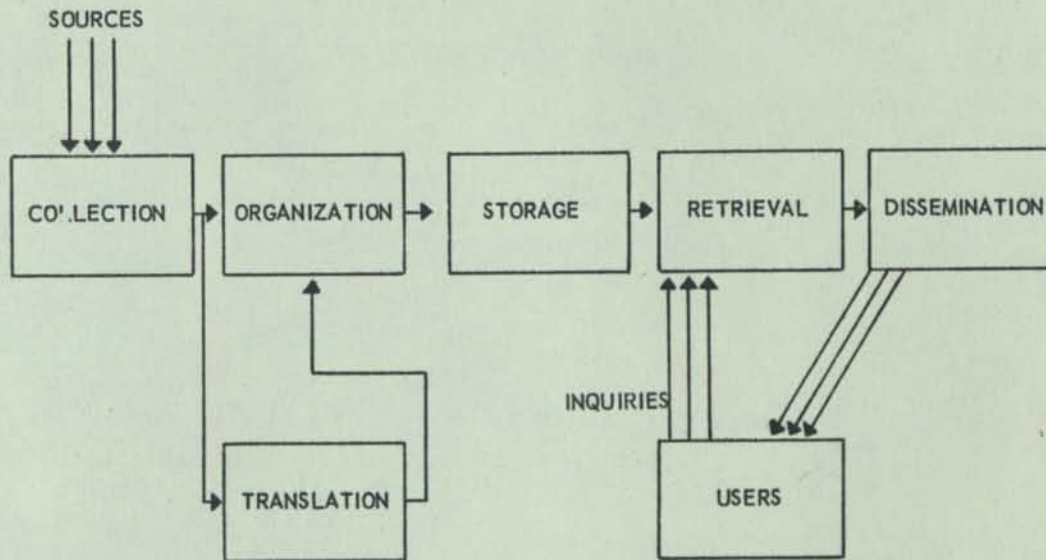 SOURCES
CO'.LECTION
ORGANIZATION
STORAGE
RETRIEVAL
DISSEMINATION
INQUIRIES
TRANSLATION
USERS